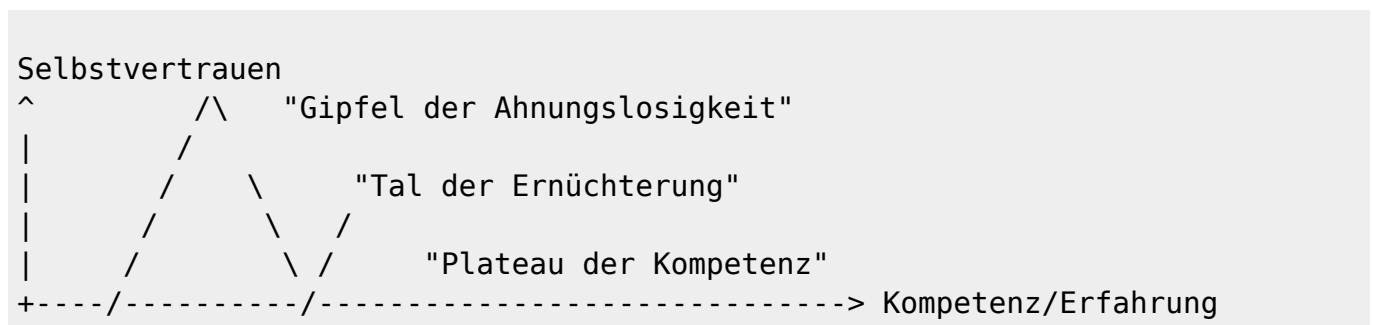 Selbstvertrauen
^ /\ "Gipfel der Ahnungslosigkeit"
| /
| / \ "Tal der Ernüchterung"
| / \ /
| / \ / "Plateau der Kompetenz"
+----/----------/-------------------------------> Kompetenz/Erfahrung